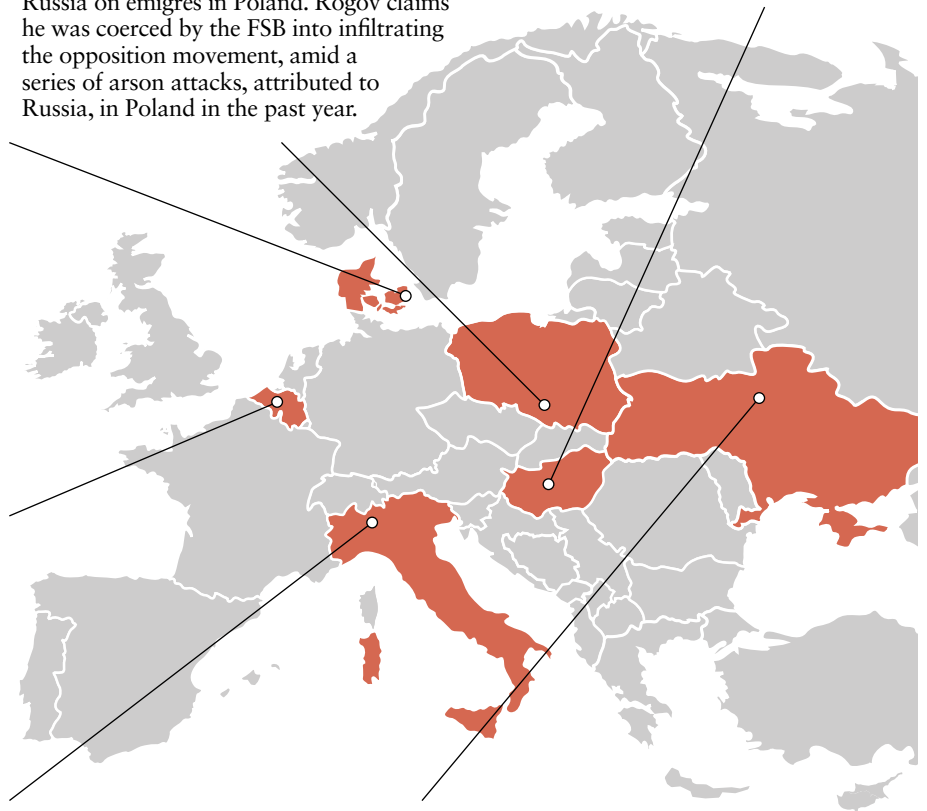 Russia on émigrés in Poland. Rogov claims
he was coerced by the FSB into infiltrating
the opposition movement, amid a
series of arson attacks, attributed to
Russia, in Poland in the past year.